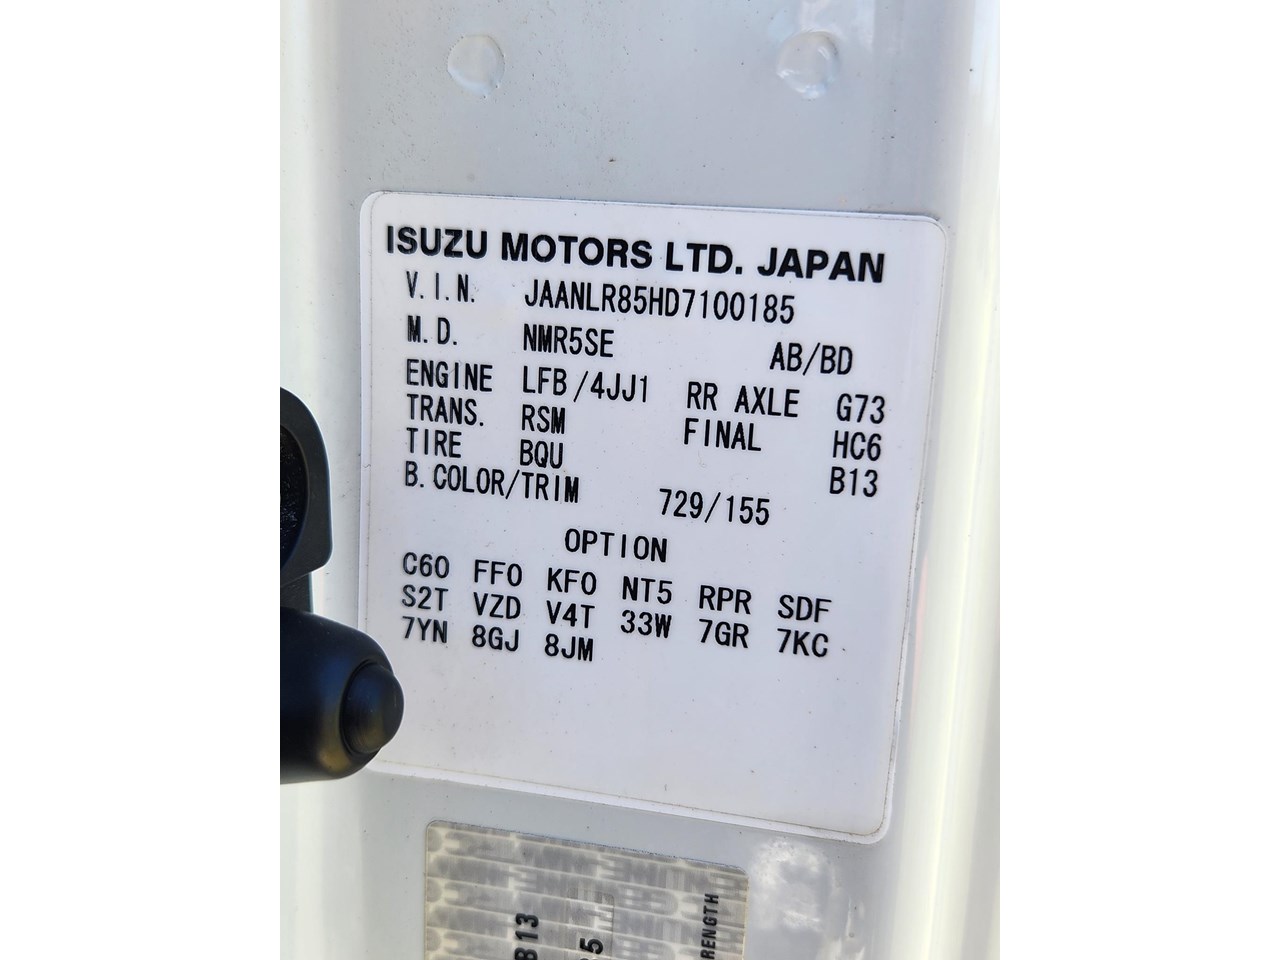 ISUZU MOTORS LTD. JAPAN
V.I.N. JAANLR85HD7100185
M.D. NMR5SE AB/BD
ENGINE LFB/4JJ1 RR AXLE G73
TRANS. RSM FINAL HC6
TIRE BQU B13
B.COLOR/TRIM 729/155
OPTION
C60 FF0 KF0 NT5 RPR SDF
S2T VZD V4T 33W 7GR 7KC
7YN 8GJ 8JM